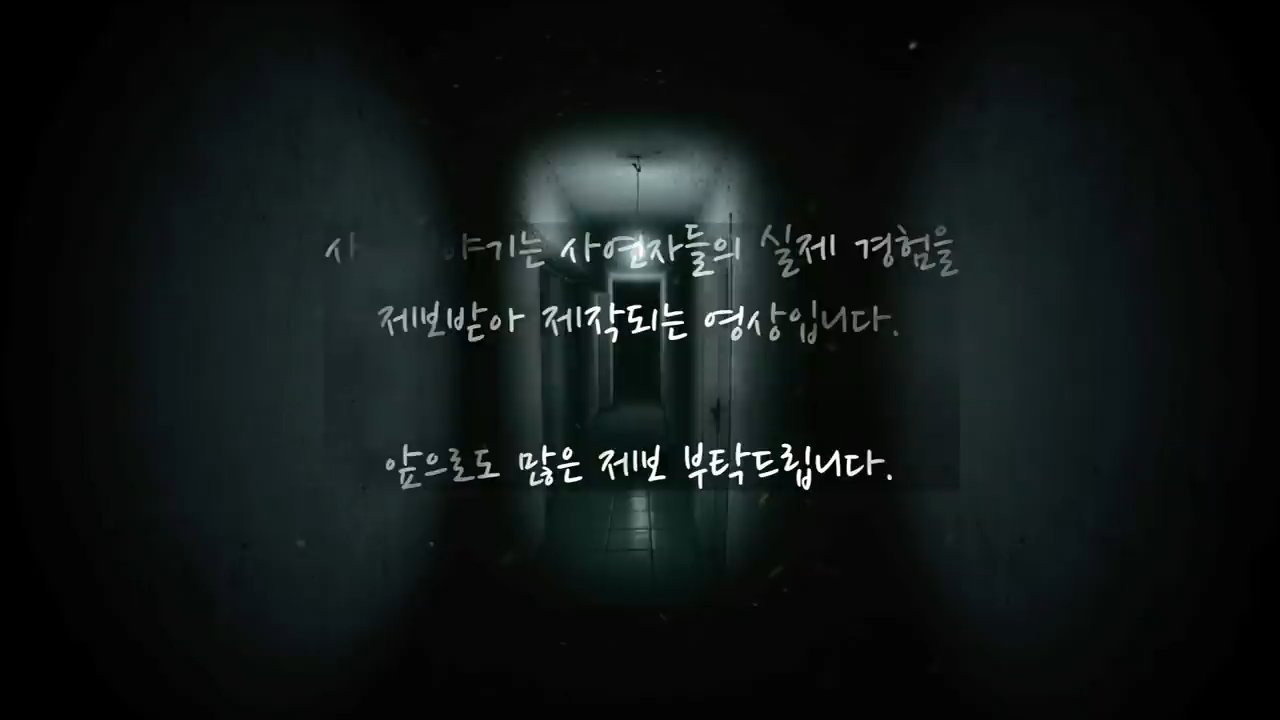 사연자들의 실제 경험을
제보받아 제작되는 영상입니다.
앞으로도 많은 제보 부탁드립니다.